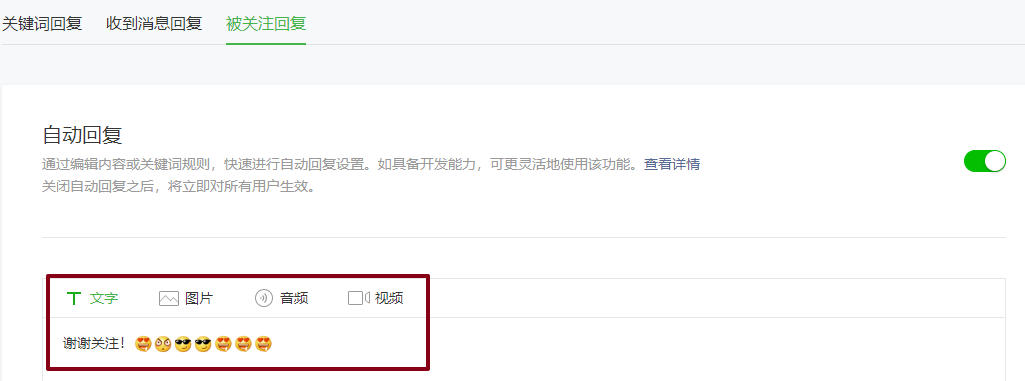 关键词回复 收到消息回复 被关注回复
自动回复
通过编辑内容或关键词规则，快速进行自动回复设置。如具备开发能力，可更灵活地使用该功能。查看详情
关闭自动回复之后，将立即对所有用户生效。
文字 图片 音频 视频
谢谢关注！😍😳😎😎😍😍😍